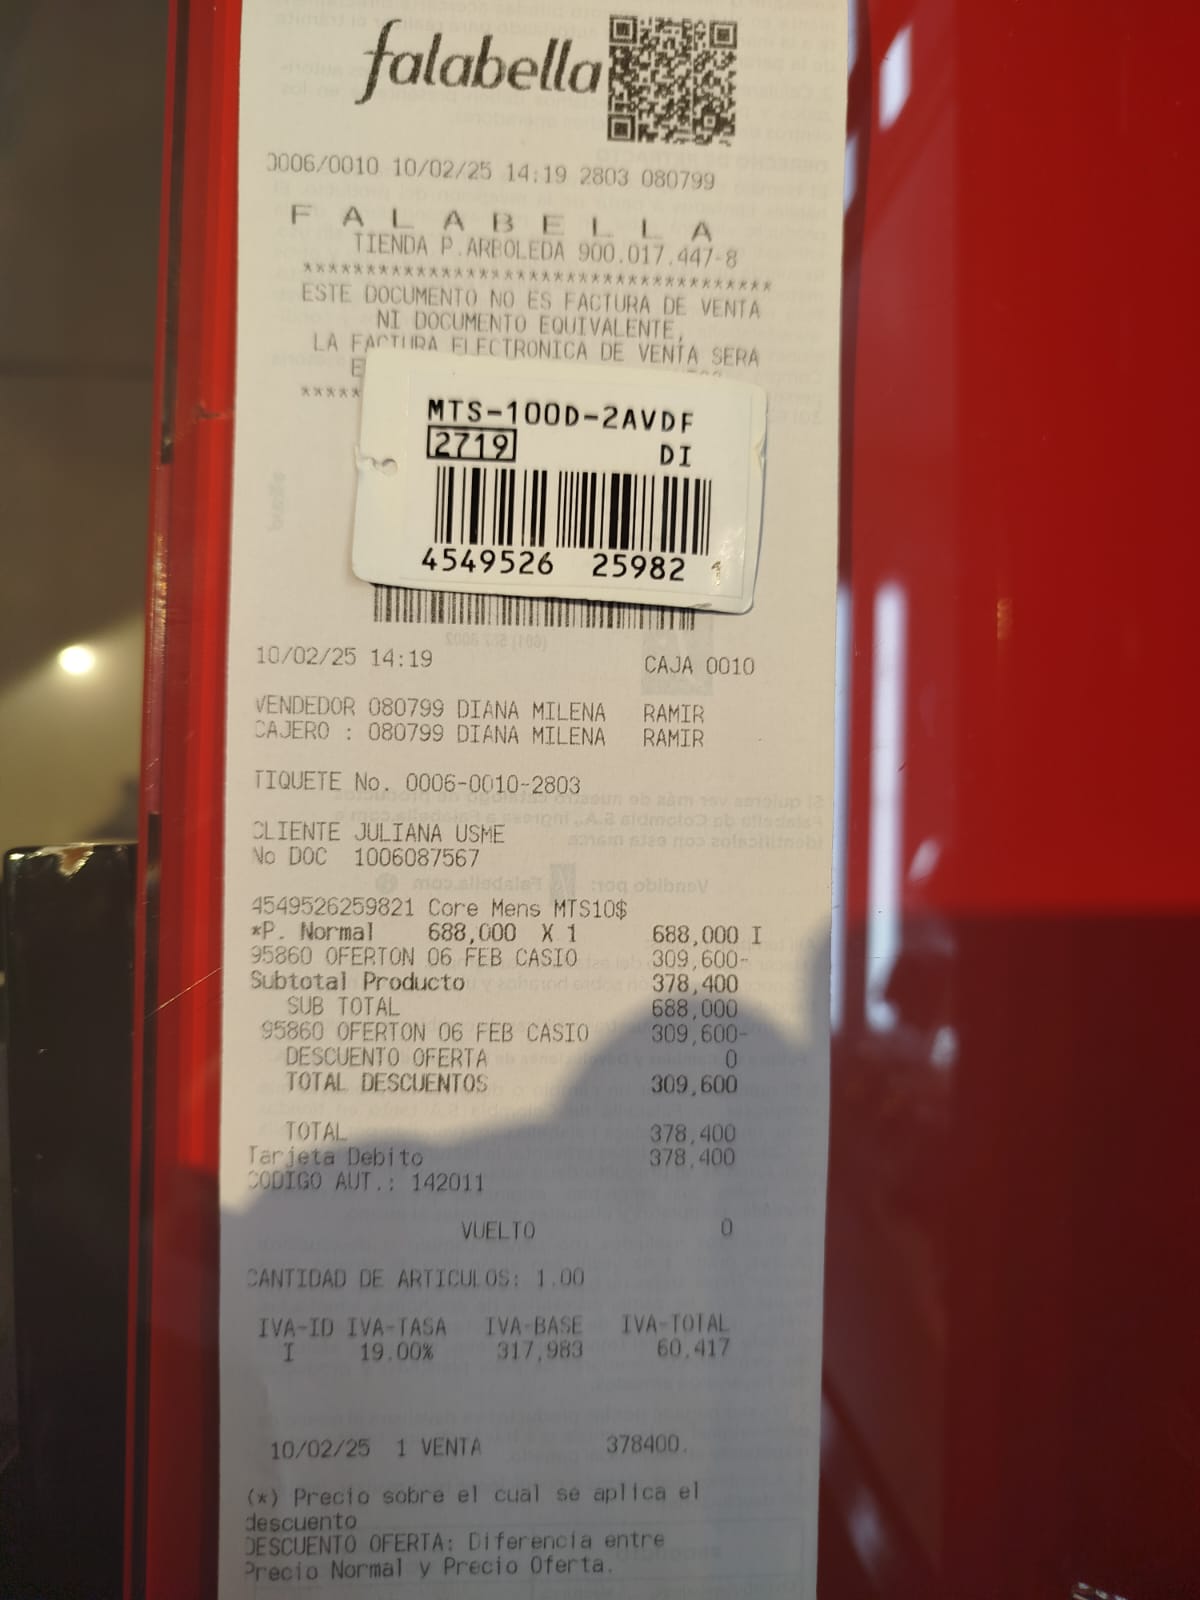 falabella
0006/0010 10/02/25 14:19 2803 080799
F A L A B E L L A
TIENDA P.ARBOLEDA 900.017.447-8
*************************************
ESTE DOCUMENTO NO ES FACTURA DE VENTA
NI DOCUMENTO EQUIVALENTE,
LA FACTURA ELECTRONICA DE VENTA SERA
*****
MTS-100D-2AVDF
2719 DI
4549526 25982
10/02/25 14:19 CAJA 0010
VENDEDOR 080799 DIANA MILENA RAMIR
CAJERO : 080799 DIANA MILENA RAMIR
TIQUETE No. 0006-0010-2803
CLIENTE JULIANA USME
No DOC 1006087567
4549526259821 Core Mens MTS10$
*P. Normal 688,000 X 1 688,000 I
95860 OFERTON 06 FEB CASIO 309,600-
Subtotal Producto 378,400
SUB TOTAL 688,000
95860 OFERTON 06 FEB CASIO 309,600-
DESCUENTO OFERTA 0
TOTAL DESCUENTOS 309,600
TOTAL 378,400
Tarjeta Debito 378,400
CODIGO AUT.: 142011
VUELTO 0
CANTIDAD DE ARTICULOS: 1.00
IVA-ID IVA-TASA IVA-BASE IVA-TOTAL
I 19.00% 317,983 60,417
10/02/25 1 VENTA 378400.
(*) Precio sobre el cual se aplica el
descuento
DESCUENTO OFERTA: Diferencia entre
Precio Normal y Precio Oferta.